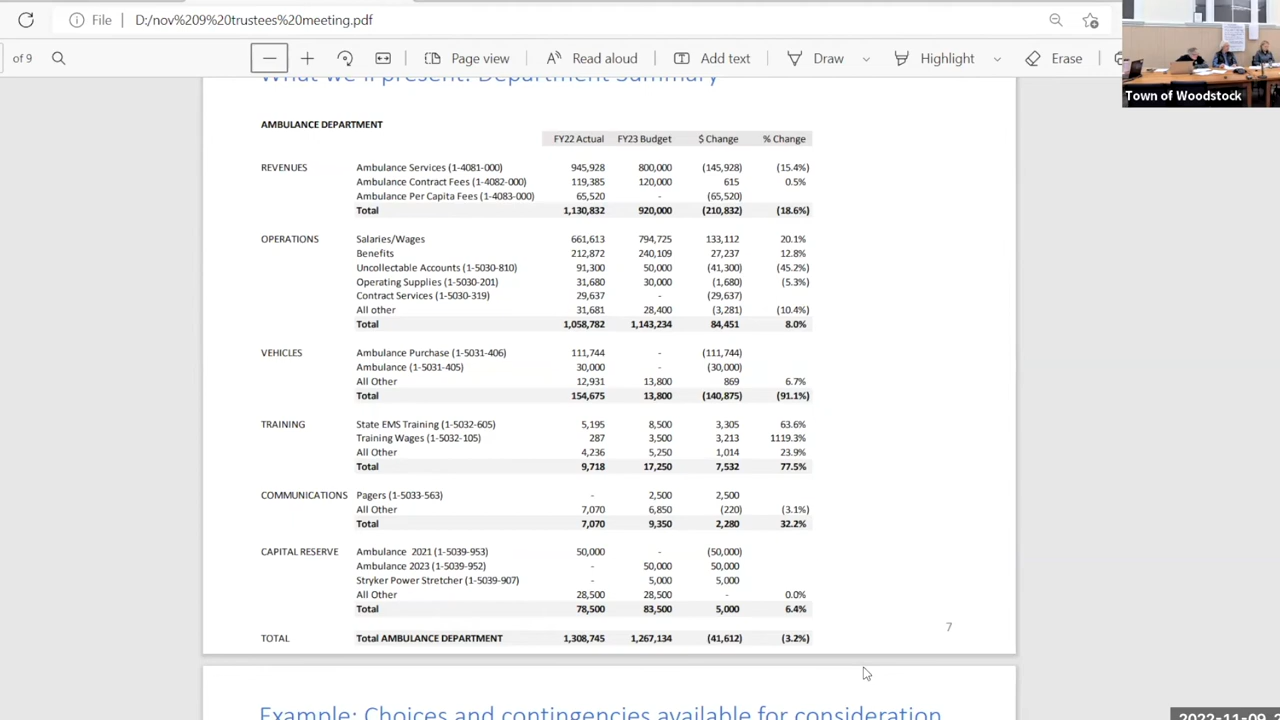 File D:/nov%209%20trustees%20meeting.pdf
of 9 Page view Read aloud Add text Draw Highlight Erase
Town of Woodstock
What we'll present: Department Summary
AMBULANCE DEPARTMENT
FY22 Actual FY23 Budget $ Change % Change
REVENUES Ambulance Services (1-4081-000) 945,928 800,000 (145,928) (15.4%)
Ambulance Contract Fees (1-4082-000) 119,385 120,000 615 0.5%
Ambulance Per Capita Fees (1-4083-000) 65,520 - (65,520)
Total 1,130,832 920,000 (210,832) (18.6%)
OPERATIONS Salaries/Wages 661,613 794,725 133,112 20.1%
Benefits 212,872 240,109 27,237 12.8%
Uncollectable Accounts (1-5030-810) 91,300 50,000 (41,300) (45.2%)
Operating Supplies (1-5030-201) 31,680 30,000 (1,680) (5.3%)
Contract Services (1-5030-319) 29,637 - (29,637)
All other 31,681 28,400 (3,281) (10.4%)
Total 1,058,782 1,143,234 84,451 8.0%
VEHICLES Ambulance Purchase (1-5031-406) 111,744 - (111,744)
Ambulance (1-5031-405) 30,000 - (30,000)
All Other 12,931 13,800 869 6.7%
Total 154,675 13,800 (140,875) (91.1%)
TRAINING State EMS Training (1-5032-605) 5,195 8,500 3,305 63.6%
Training Wages (1-5032-105) 287 3,500 3,213 1119.3%
All Other 4,236 5,250 1,014 23.9%
Total 9,718 17,250 7,532 77.5%
COMMUNICATIONS Pagers (1-5033-563) - 2,500 2,500
All Other 7,070 6,850 (220) (3.1%)
Total 7,070 9,350 2,280 32.2%
CAPITAL RESERVE Ambulance 2021 (1-5039-953) 50,000 - (50,000)
Ambulance 2023 (1-5039-952) - 50,000 50,000
Stryker Power Stretcher (1-5039-907) - 5,000 5,000
All Other 28,500 28,500 - 0.0%
Total 78,500 83,500 5,000 6.4%
7
TOTAL Total AMBULANCE DEPARTMENT 1,308,745 1,267,134 (41,612) (3.2%)
Example: Choices and contingencies available for consideration
2022-11-09